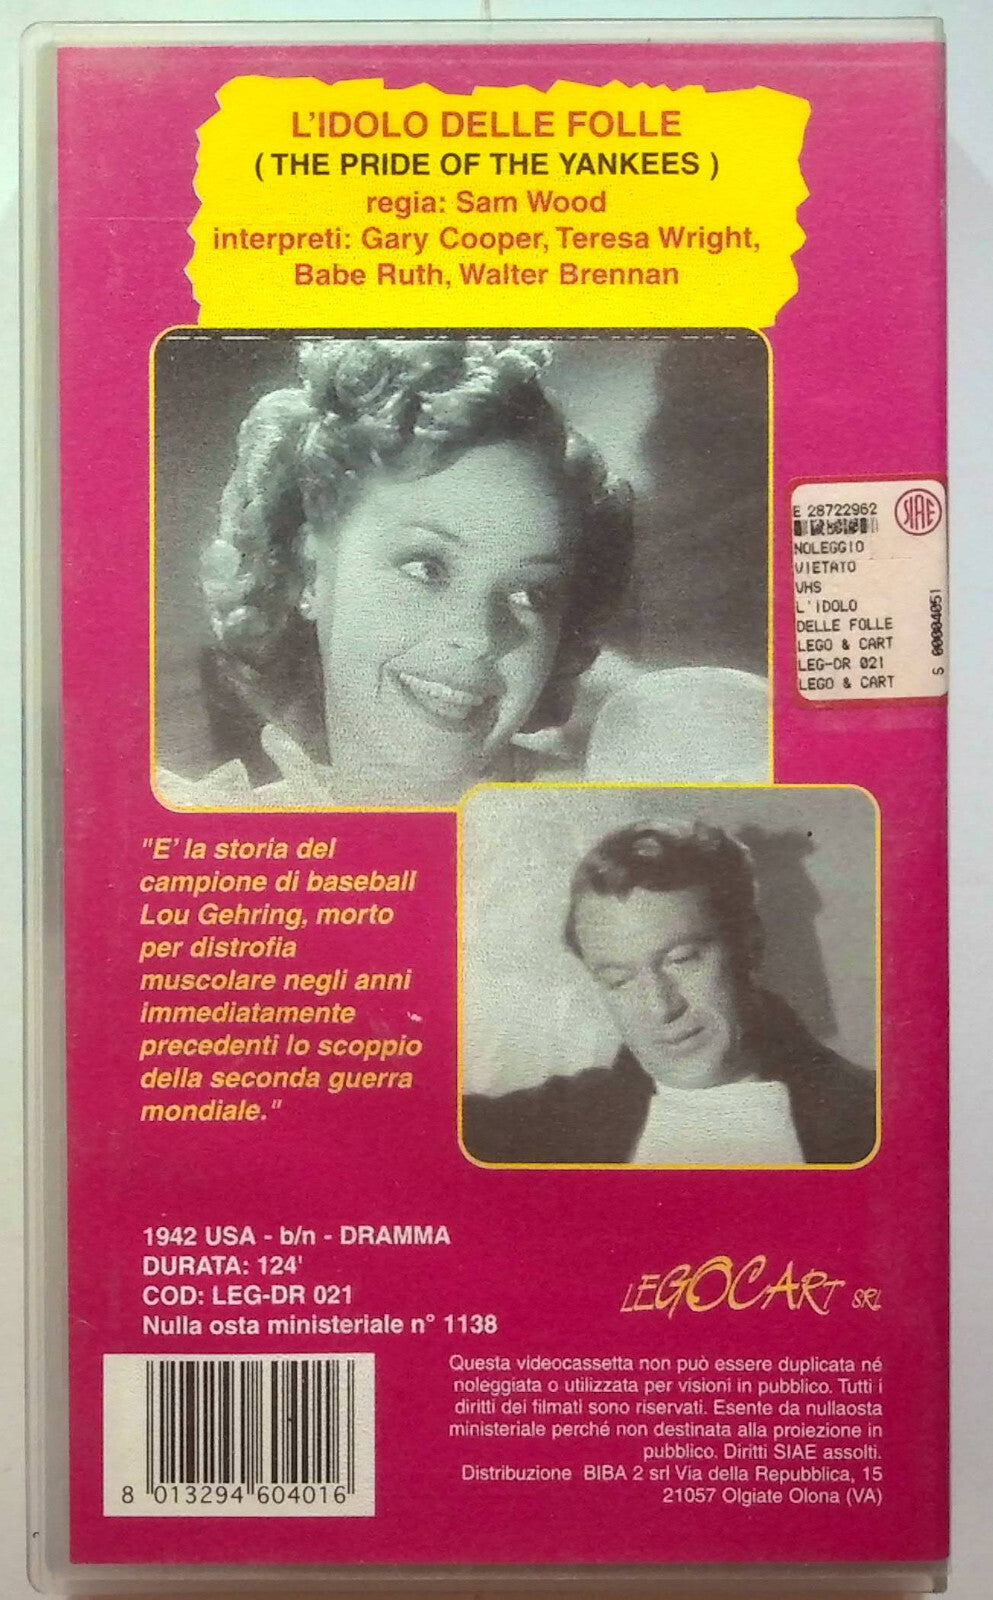 L'IDOLO DELLE FOLLE
( THE PRIDE OF THE YANKEES )
regia: Sam Wood
interpreti: Gary Cooper, Teresa Wright,
Babe Ruth, Walter Brennan
E 28722962
SIAE
NOLEGGIO
VIETATO
VHS
L'IDOLO
DELLE FOLLE
LEGO & CART
LEG-DR 021
LEGO & CART
S 00004051
"E' la storia del
campione di baseball
Lou Gehring, morto
per distrofia
muscolare negli anni
immediatamente
precedenti lo scoppio
della seconda guerra
mondiale."
1942 USA - b/n - DRAMMA
DURATA: 124'
COD: LEG-DR 021
Nulla osta ministeriale n° 1138
LEGOCART SRL
Questa videocassetta non può essere duplicata né
noleggiata o utilizzata per visioni in pubblico. Tutti i
diritti dei filmati sono riservati. Esente da nullaosta
ministeriale perché non destinata alla proiezione in
pubblico. Diritti SIAE assolti.
Distribuzione BIBA 2 srl Via della Repubblica, 15
21057 Olgiate Olona (VA)
8 013294 604016